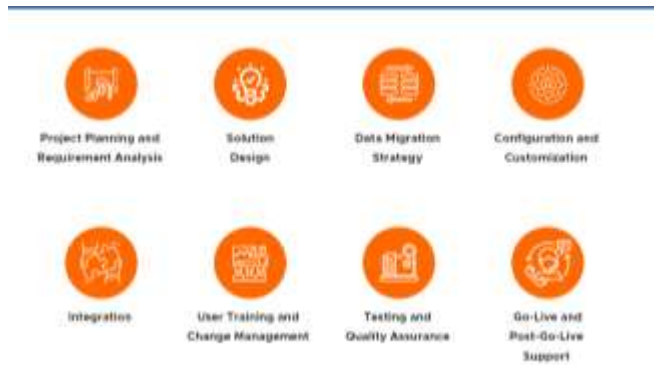 Project Planning and
Requirement Analysis
Solution
Design
Data Migration
Strategy
Configuration and
Customization
Integration
User Training and
Change Management
Testing and
Quality Assurance
Go-Live and
Post-Go-Live
Support